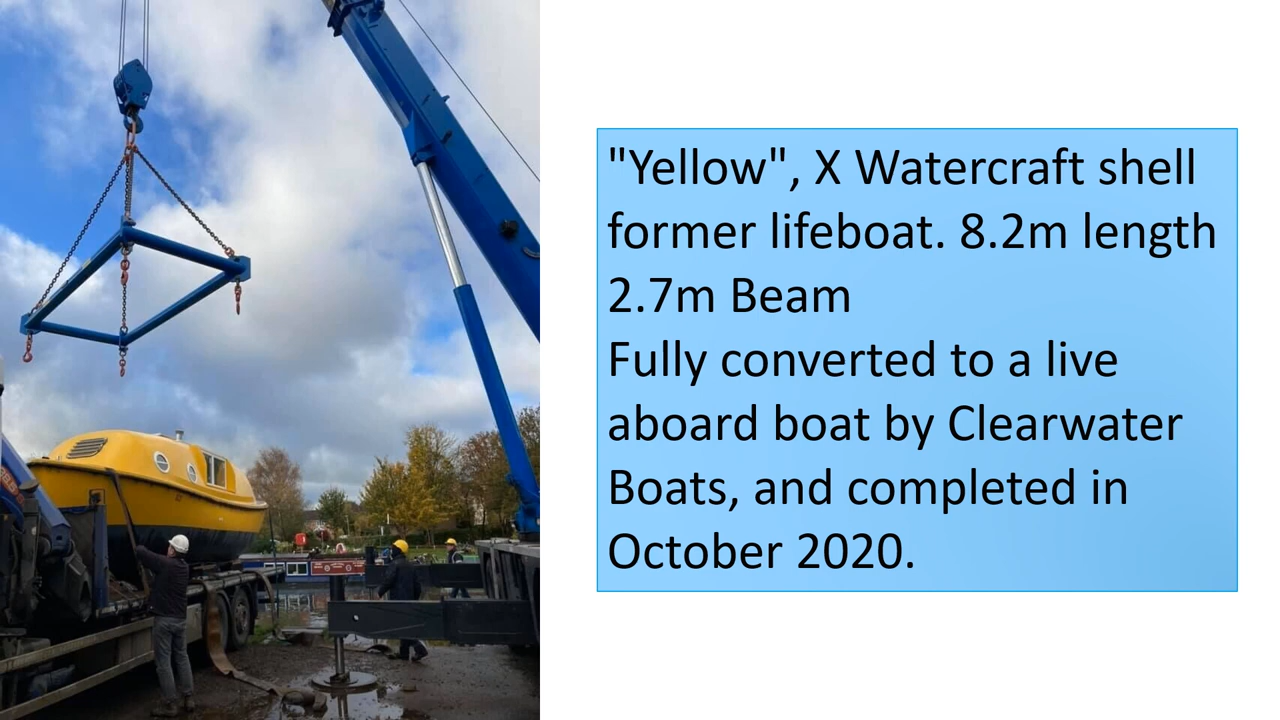 "Yellow", X Watercraft shell
former lifeboat. 8.2m length
2.7m Beam
Fully converted to a live
aboard boat by Clearwater
Boats, and completed in
October 2020.